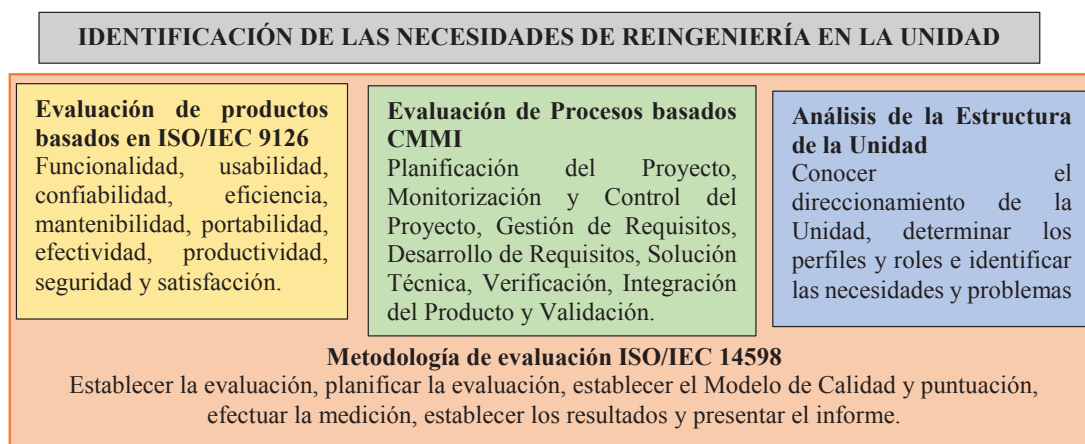 IDENTIFICACIÓN DE LAS NECESIDADES DE REINGENIERÍA EN LA UNIDAD
Evaluación de productos
basados en ISO/IEC 9126
Funcionalidad, usabilidad,
confiabilidad, eficiencia,
mantenibilidad, portabilidad,
efectividad, productividad,
seguridad y satisfacción.
Evaluación de Procesos basados
CMMI
Planificación del Proyecto,
Monitorización y Control del
Proyecto, Gestión de Requisitos,
Desarrollo de Requisitos, Solución
Técnica, Verificación, Integración
del Producto y Validación.
Análisis de la Estructura
de la Unidad
Conocer el
direccionamiento de la
Unidad, determinar los
perfiles y roles e identificar
las necesidades y problemas
Metodología de evaluación ISO/IEC 14598
Establecer la evaluación, planificar la evaluación, establecer el Modelo de Calidad y puntuación,
efectuar la medición, establecer los resultados y presentar el informe.